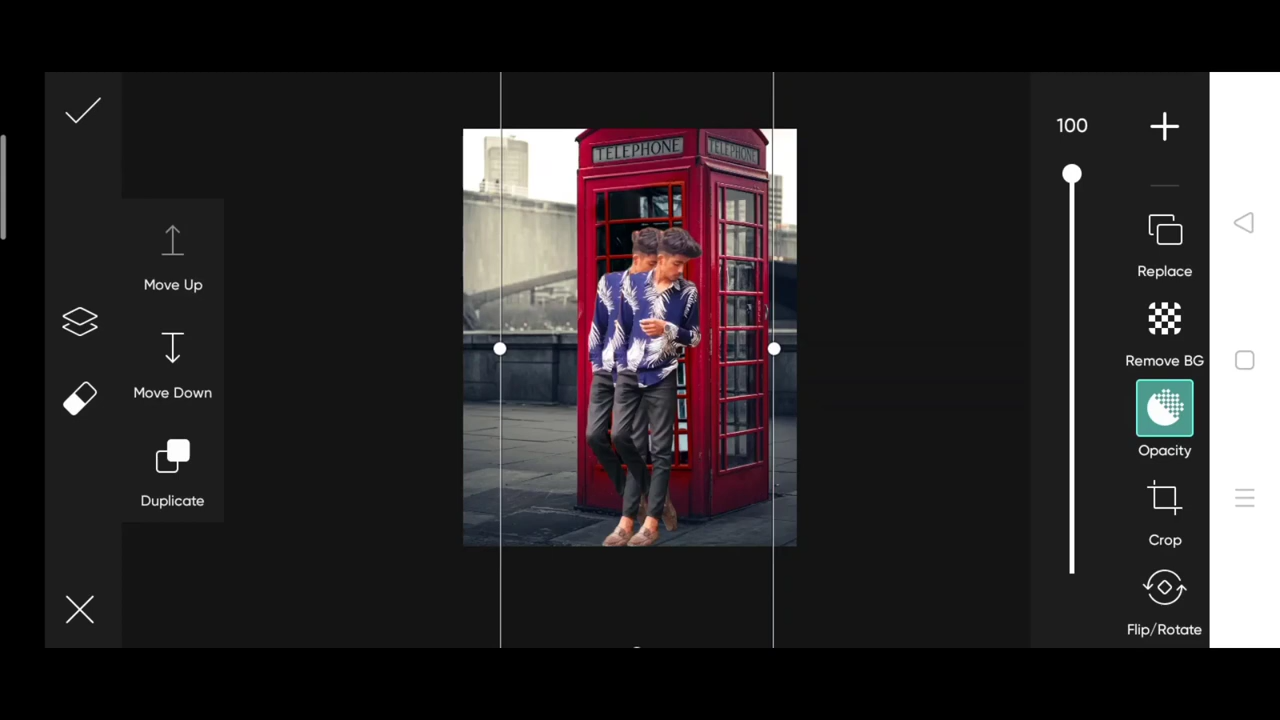 100
TELEPHONE
TELEPHONE
Move Up
Move Down
Duplicate
Replace
Remove BG
Opacity
Crop
Flip/Rotate